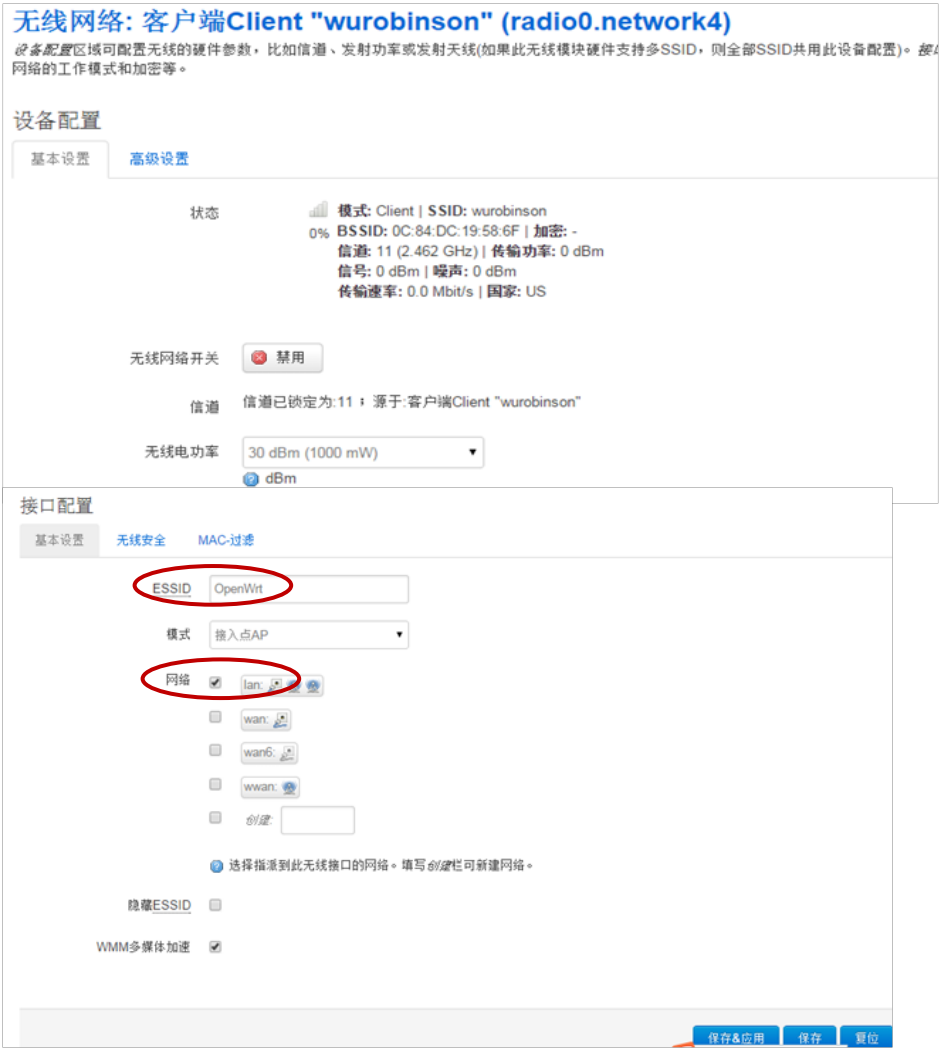 无线网络: 客户端Client "wurobinson" (radio0.network4)
设备配置区域可配置无线的硬件参数，比如信道、发射功率或发射天线(如果此无线模块硬件支持多SSID，则全部SSID共用此设备配置)。接口
网络的工作模式和加密等。
设备配置
基本设置 高级设置
状态
0%
模式: Client | SSID: wurobinson
BSSID: 0C:84:DC:19:58:6F | 加密: -
信道: 11 (2.462 GHz) | 传输功率: 0 dBm
信号: 0 dBm | 噪声: 0 dBm
传输速率: 0.0 Mbit/s | 国家: US
无线网络开关 禁用
信道 信道已锁定为:11；源于:客户端Client "wurobinson"
无线电功率 30 dBm (1000 mW)
dBm
接口配置
基本设置 无线安全 MAC-过滤
ESSID OpenWrt
模式 接入点AP
网络 lan:
wan:
wan6:
wwan:
创建:
选择指派到此无线接口的网络。填写创建栏可新建网络。
隐藏ESSID
WMM多媒体加速
保存&应用 保存 复位